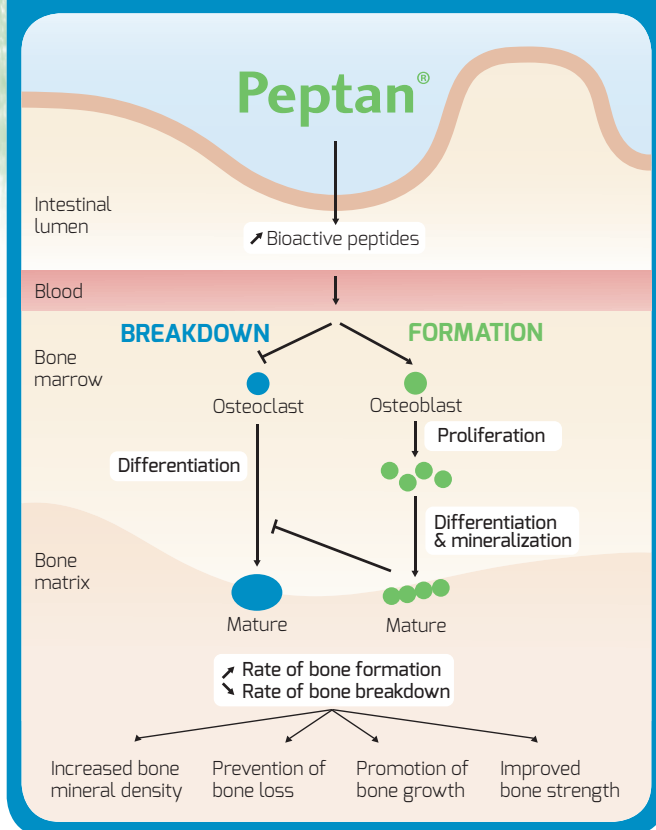 Peptan®
Intestinal
lumen
Bioactive peptides
Blood
BREAKDOWN
FORMATION
Bone
marrow
Osteoclast
Osteoblast
Proliferation
Differentiation
Differentiation
& mineralization
Bone
matrix
Mature
Mature
Rate of bone formation
Rate of bone breakdown
Increased bone
mineral density
Prevention of
bone loss
Promotion of
bone growth
Improved
bone strength